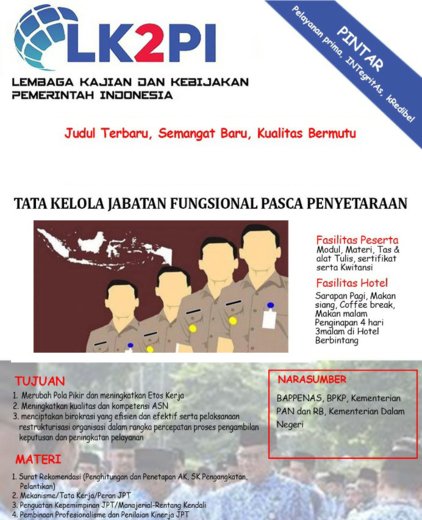 LK2PI
LEMBAGA KAJIAN DAN KEBIJAKAN
PEMERINTAH INDONESIA
PINTAR
Pelayanan prima, INTegritAs, kRedibel
Judul Terbaru, Semangat Baru, Kualitas Bermutu
TATA KELOLA JABATAN FUNGSIONAL PASCA PENYETARAAN
Fasilitas Peserta
Modul, Materi, Tas &
alat Tulis, sertifikat
serta Kwitansi
Fasilitas Hotel
Sarapan Pagi, Makan
siang, Coffee break,
Makan malam
Penginapan 4 hari
3malam di Hotel
Berbintang
TUJUAN
1. Merubah Pola Pikir dan meningkatkan Etos Kerja
2. Meningkatkan kualitas dan kompetensi ASN
3. menciptakan birokrasi yang efisien dan efektif serta pelaksanaan
restrukturisasi organisasi dalam rangka percepatan proses pengambilan
keputusan dan peningkatan pelayanan
NARASUMBER
BAPPENAS, BPKP, Kementerian
PAN dan RB, Kementerian Dalam
Negeri
MATERI
1. Surat Rekomendasi (Penghitungan dan Penetapan AK, SK Pengangkatan,
Pelantikan)
2. Mekanisme/Tata Kerja/Peran JPT
3. Penguatan Kepemimpinan JPT/Manajerial-Rentang Kendali
4. Pembinaan Profesionalisme dan Penilaian Kinerja JPT